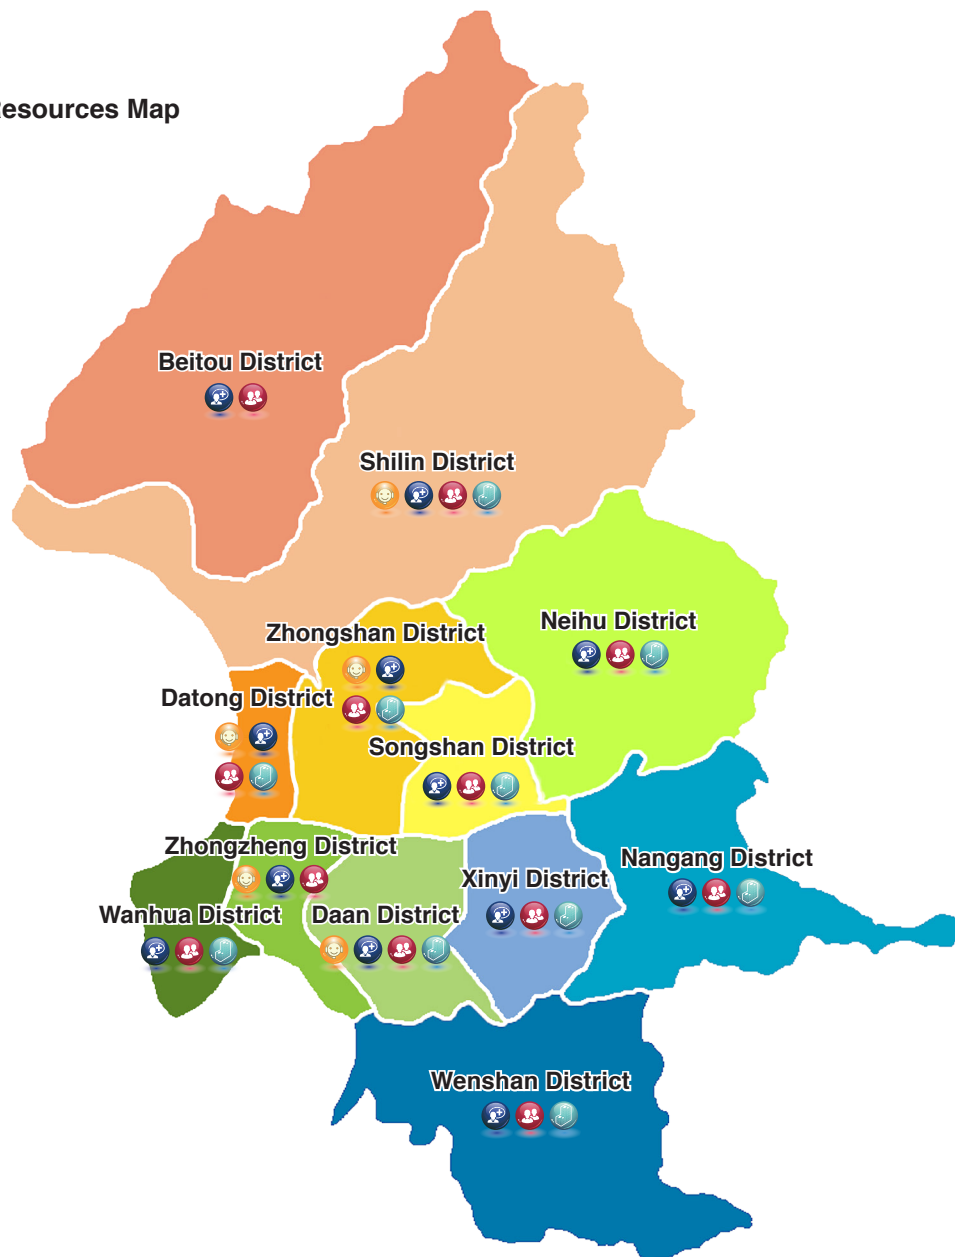 Resources Map
Beitou District
Shilin District
Neihu District
Zhongshan District
Datong District
Songshan District
Zhongzheng District
Nangang District
Xinyi District
Wanhua District
Daan District
Wenshan District